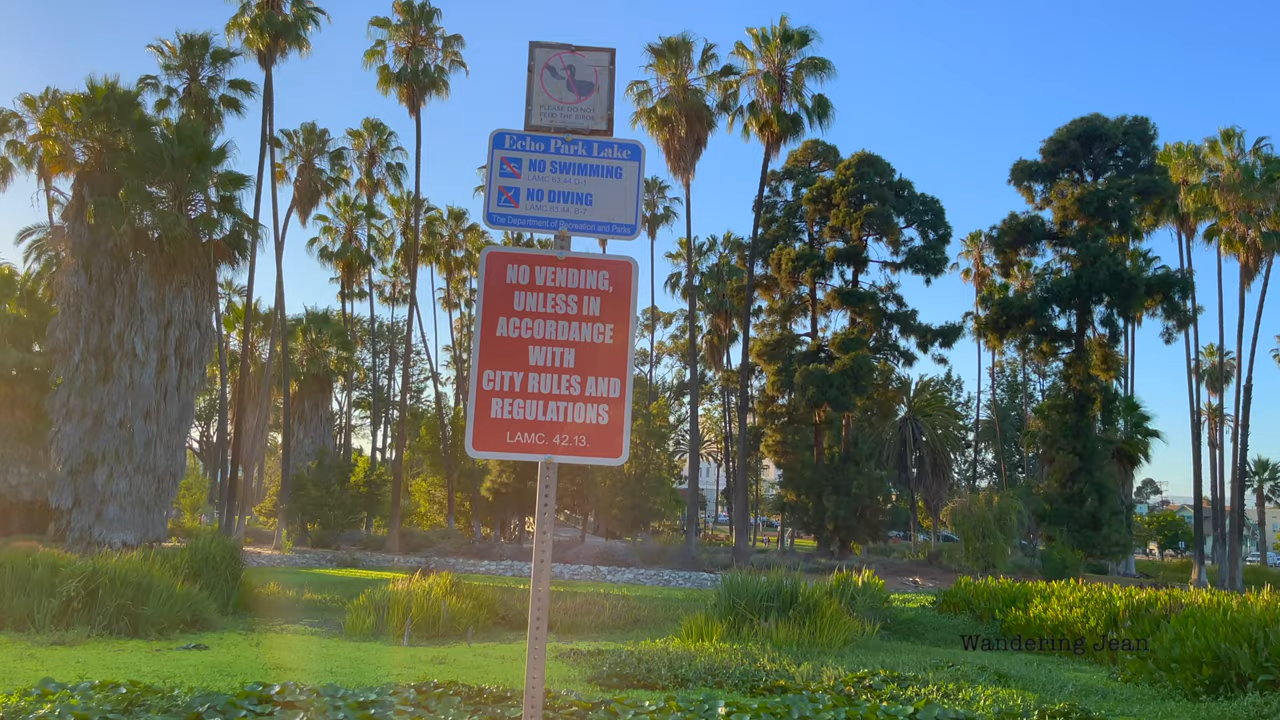 PLEASE DO NOT
FEED THE BIRDS
Echo Park Lake
NO SWIMMING
LAMC 63.44 D-1
NO DIVING
LAMC 63.44. B-7
The Department of Recreation and Parks
NO VENDING,
UNLESS IN
ACCORDANCE
WITH
CITY RULES AND
REGULATIONS
LAMC. 42.13.
Wandering Jean